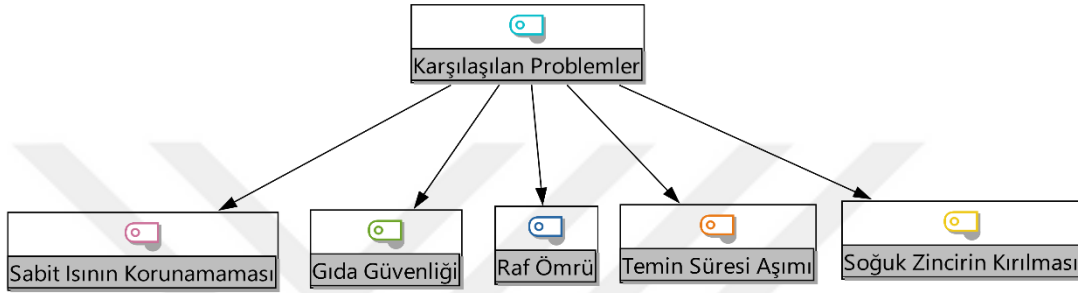 Karşılaşılan Problemler
Sabit Isının Korunamaması
Gıda Güvenliği
Raf Ömrü
Temin Süresi Aşımı
Soğuk Zincirin Kırılması